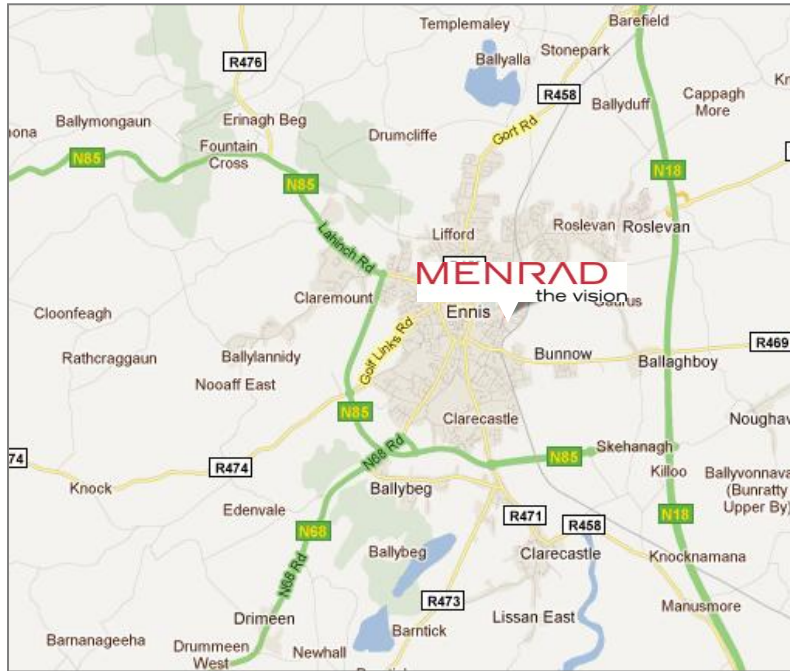 Templemaley
Barefield
Ballyalla
Stonepark
R476
R458
Ballyduff
Cappagh
More
Ballymongaun
Erinagh Beg
Gort Rd
Drumcliffe
ona
Fountain
Cross
N85
N85
N18
Lahinch Rd
Lifford
Roslevan
Roslevan
MENRAD
the vision
Claremount
Ennis
Cloonfeagh
Golf Links Rd
R469
Rathcraggaun
Ballylannidy
Bunnow
Ballaghboy
Nooaff East
N85
Clarecastle
Noughav
N68 Rd
Skehanagh
N85
74
R474
Knock
Killoo
Ballybeg
Ballyvonnava
(Bunratty
Upper By)
Edenvale
R471
R458
N18
N68
Ballybeg
Clarecastle
Knocknamana
N68 Rd
R473
Manusmore
Drimeen
Lissan East
Barnanageeha
Drummeen
West
Newhall
Barntick